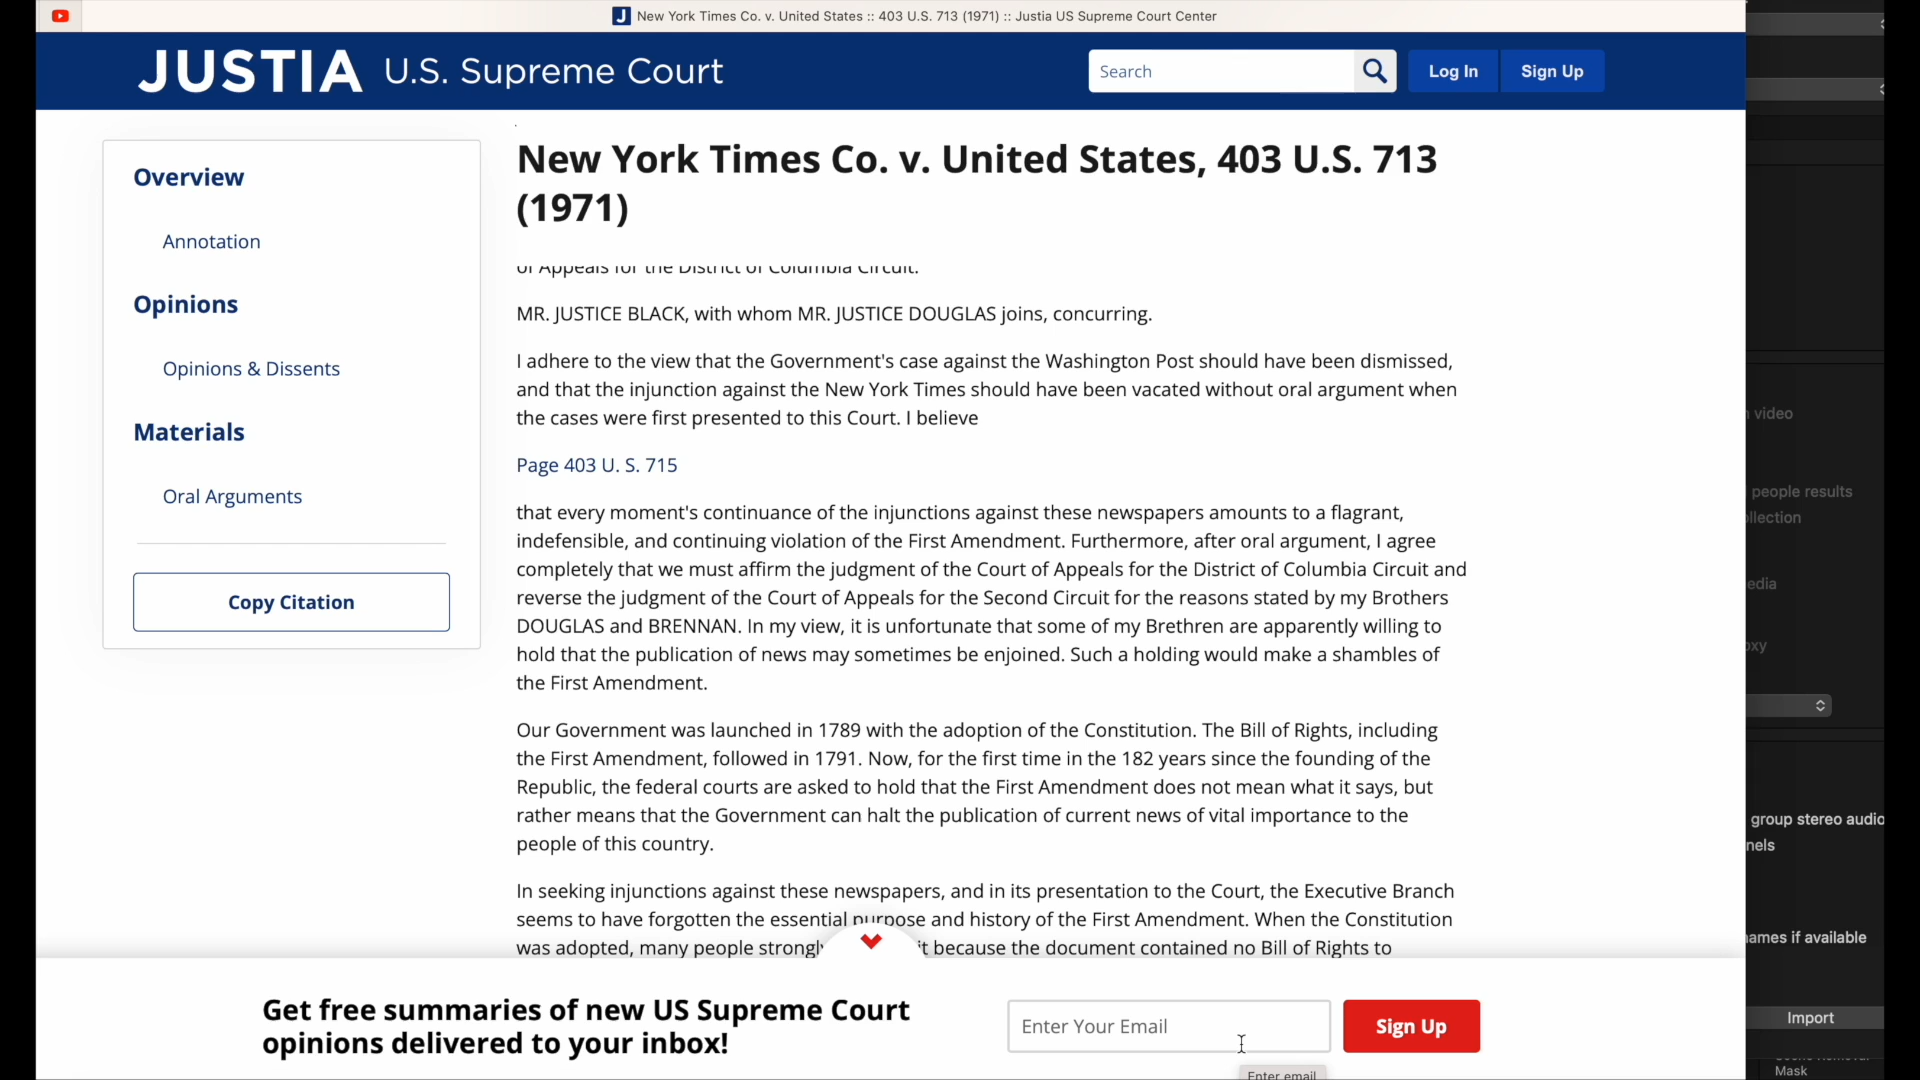 New York Times Co. v. United States :: 403 U.S. 713 (1971) :: Justia US Supreme Court Center
JUSTIA U.S. Supreme Court
Search
Log In
Sign Up
Overview
Annotation
Opinions
Opinions & Dissents
Materials
Oral Arguments
Copy Citation
New York Times Co. v. United States, 403 U.S. 713
(1971)
of Appeals for the District of Columbia Circuit.
MR. JUSTICE BLACK, with whom MR. JUSTICE DOUGLAS joins, concurring.
I adhere to the view that the Government's case against the Washington Post should have been dismissed,
and that the injunction against the New York Times should have been vacated without oral argument when
the cases were first presented to this Court. I believe
Page 403 U. S. 715
that every moment's continuance of the injunctions against these newspapers amounts to a flagrant,
indefensible, and continuing violation of the First Amendment. Furthermore, after oral argument, I agree
completely that we must affirm the judgment of the Court of Appeals for the District of Columbia Circuit and
reverse the judgment of the Court of Appeals for the Second Circuit for the reasons stated by my Brothers
DOUGLAS and BRENNAN. In my view, it is unfortunate that some of my Brethren are apparently willing to
hold that the publication of news may sometimes be enjoined. Such a holding would make a shambles of
the First Amendment.
Our Government was launched in 1789 with the adoption of the Constitution. The Bill of Rights, including
the First Amendment, followed in 1791. Now, for the first time in the 182 years since the founding of the
Republic, the federal courts are asked to hold that the First Amendment does not mean what it says, but
rather means that the Government can halt the publication of current news of vital importance to the
people of this country.
In seeking injunctions against these newspapers, and in its presentation to the Court, the Executive Branch
seems to have forgotten the essential purpose and history of the First Amendment. When the Constitution
was adopted, many people strongly it because the document contained no Bill of Rights to
Get free summaries of new US Supreme Court
opinions delivered to your inbox!
Enter Your Email
Sign Up
Enter email
video
people results
group stereo audio
if available
Import
Mask